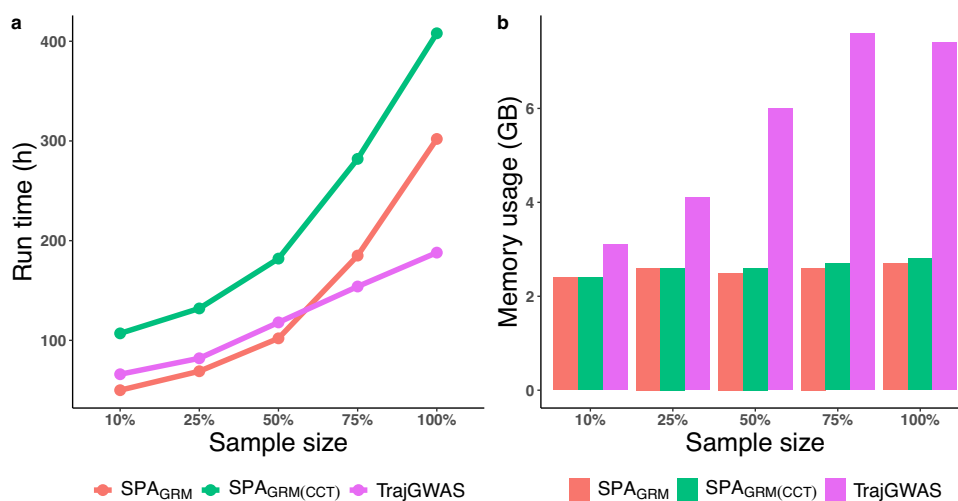 a
Run time (h)
400
300
200
100
10% 25% 50% 75% 100%
Sample size
SPAGRM SPAGRM(CCT) TrajGWAS
b
Memory usage (GB)
6
4
2
0
10% 25% 50% 75% 100%
Sample size
SPAGRM SPAGRM(CCT) TrajGWAS